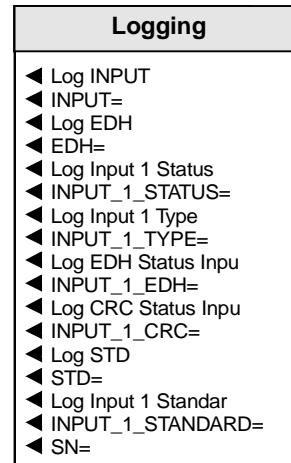 Logging
◀ Log INPUT
◀ INPUT=
◀ Log EDH
◀ EDH=
◀ Log Input 1 Status
◀ INPUT_1_STATUS=
◀ Log Input 1 Type
◀ INPUT_1_TYPE=
◀ Log EDH Status Inpu
◀ INPUT_1_EDH=
◀ Log CRC Status Inpu
◀ INPUT_1_CRC=
◀ Log STD
◀ STD=
◀ Log Input 1 Standar
◀ INPUT_1_STANDARD=
◀ SN=